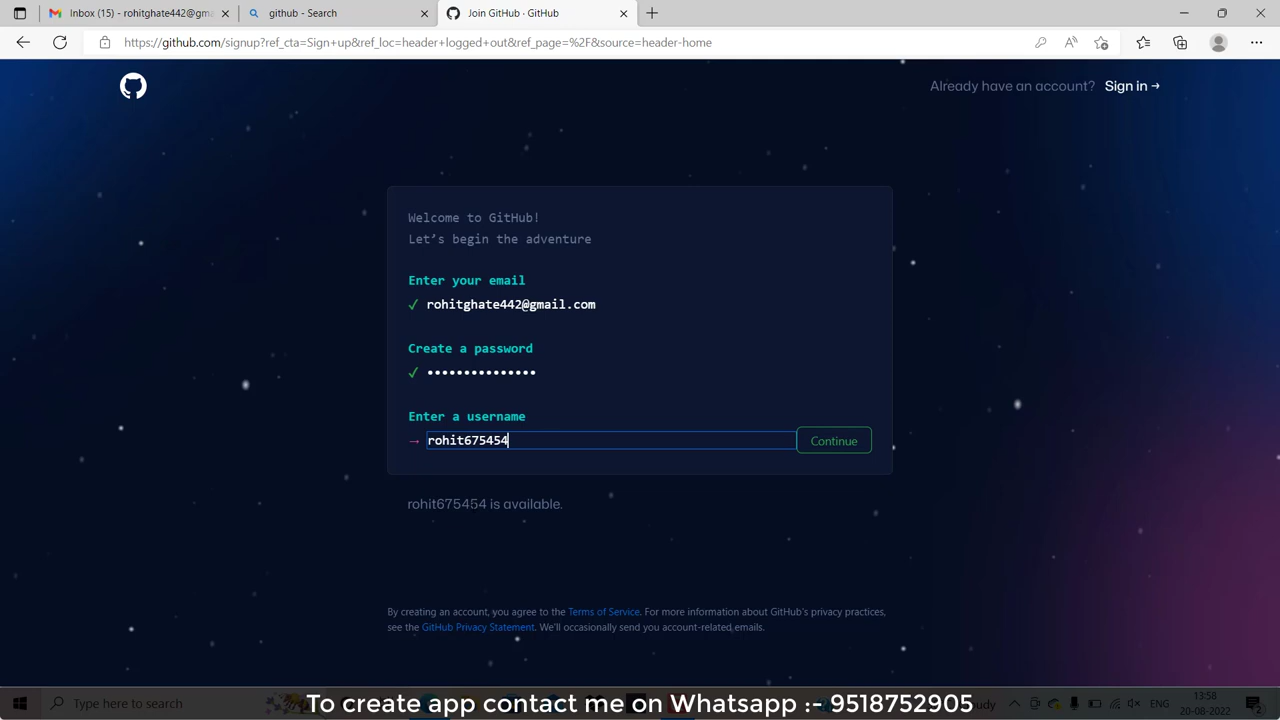 Inbox (15) - rohitghate442@gma
github - Search
Join GitHub · GitHub
https://github.com/signup?ref_cta=Sign+up&ref_loc=header+logged+out&ref_page=%2F&source=header-home
Already have an account? Sign in →
Welcome to GitHub!
Let's begin the adventure
Enter your email
✓ rohitghate442@gmail.com
Create a password
✓ •••••••••••••••
Enter a username
→ rohit675454
Continue
rohit675454 is available.
By creating an account, you agree to the Terms of Service. For more information about GitHub's privacy practices,
see the GitHub Privacy Statement. We'll occasionally send you account-related emails.
Type here to search
To create app contact me on Whatsapp :- 9518752905
ENG
13:58
20-08-2022
2